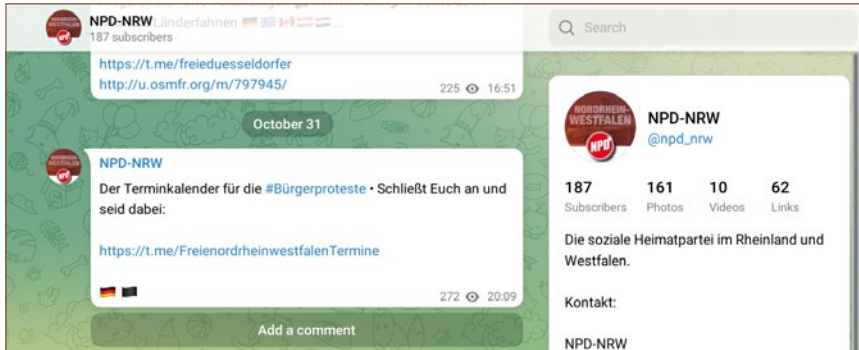 NPD-NRW
187 subscribers
Länderfahnen 🇩🇪
https://t.me/freieduesseldorfer
http://u.osmfr.org/m/797945/
225 16:51
October 31
NPD-NRW
Der Terminkalender für die #Bürgerproteste • Schließt Euch an und
seid dabei:
https://t.me/FreienordrheinwestfalenTermine
🇩🇪 🏴
272 20:09
Add a comment
Search
NORDRHEIN-
WESTFALEN
NPD
NPD-NRW
@npd_nrw
187 161 10 62
Subscribers Photos Videos Links
Die soziale Heimatpartei im Rheinland und
Westfalen.
Kontakt:
NPD-NRW